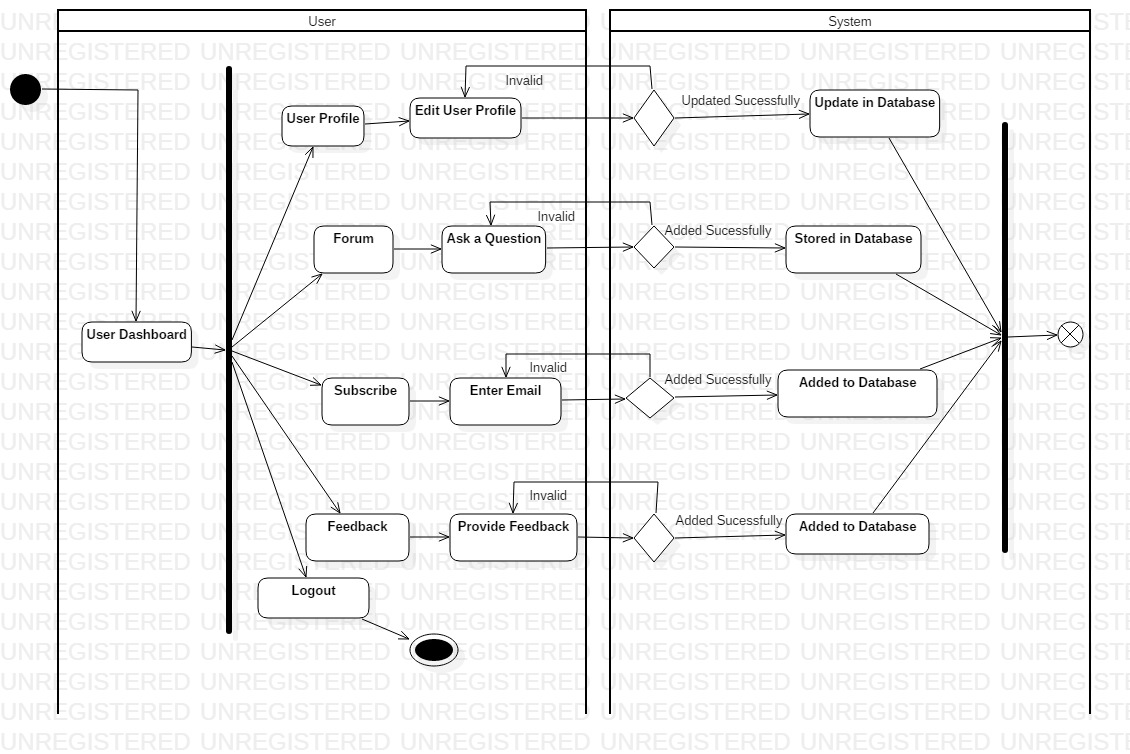 User
System
Invalid
User Profile
Edit User Profile
Updated Sucessfully
Update in Database
Invalid
Forum
Ask a Question
Added Sucessfully
Stored in Database
User Dashboard
Invalid
Subscribe
Enter Email
Added Sucessfully
Added to Database
Invalid
Feedback
Provide Feedback
Added Sucessfully
Added to Database
Logout
UNREGISTERED